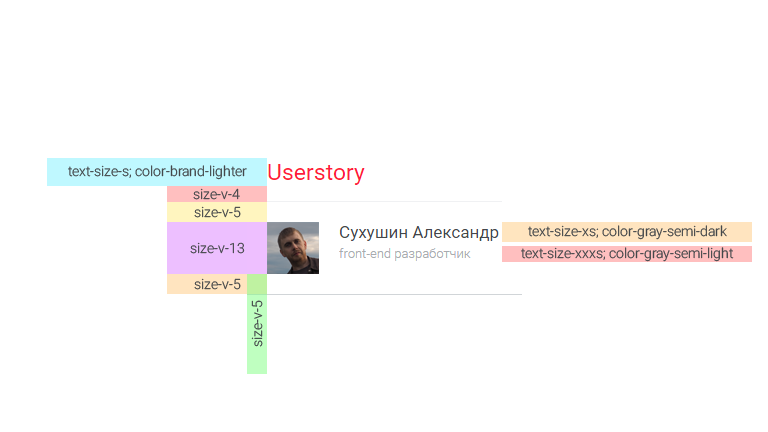 text-size-s; color-brand-lighter
Userstory
size-v-4
size-v-5
size-v-13
Сухушин Александр
text-size-xs; color-gray-semi-dark
front-end разработчик
text-size-xxxs; color-gray-semi-light
size-v-5
size-v-5